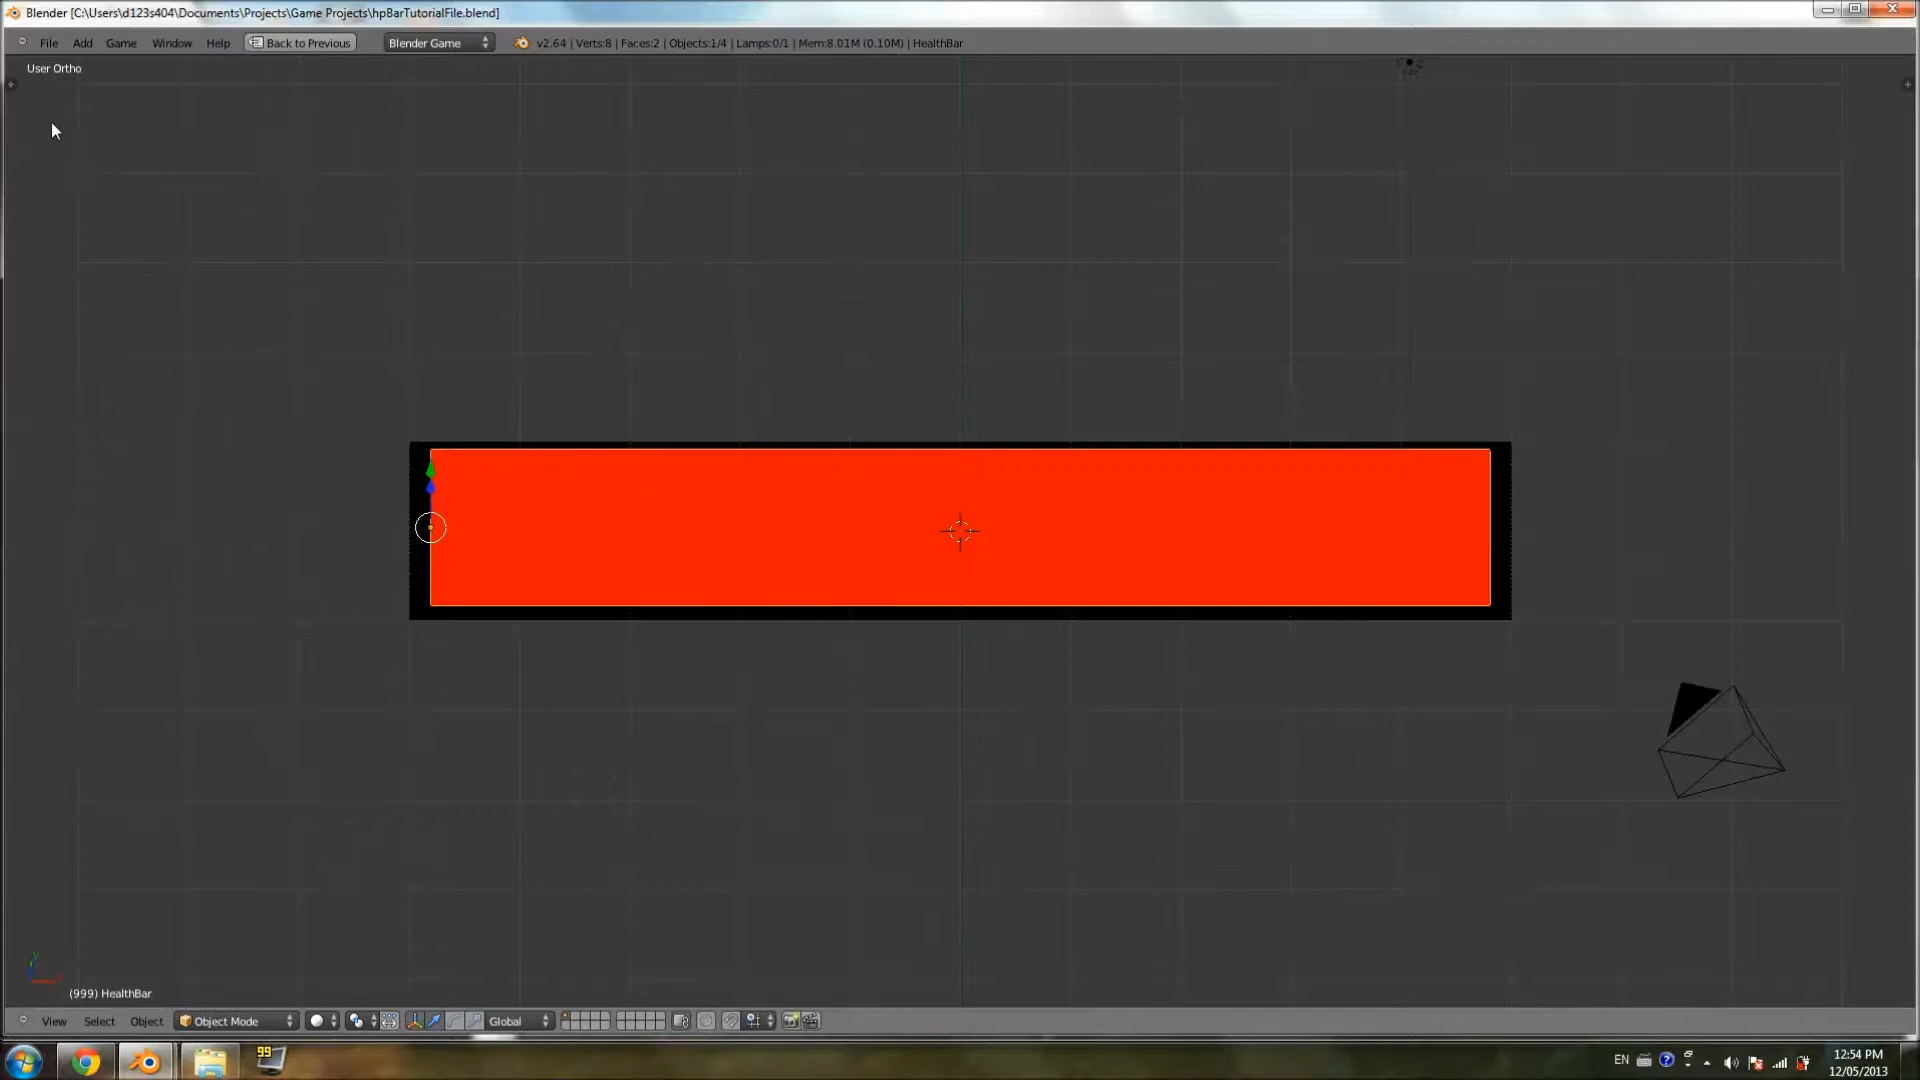 Blender [C:\Users\d123s404\Documents\Projects\Game Projects\hpBarTutorialFile.blend]
File Add Game Window Help Back to Previous Blender Game v2.64 | Verts:8 | Faces:2 | Objects:1/4 | Lamps:0/1 | Mem:8.01M (0.10M) | HealthBar
User Ortho
(999) HealthBar
View Select Object Object Mode Global
99
EN
12:54 PM
12/05/2013